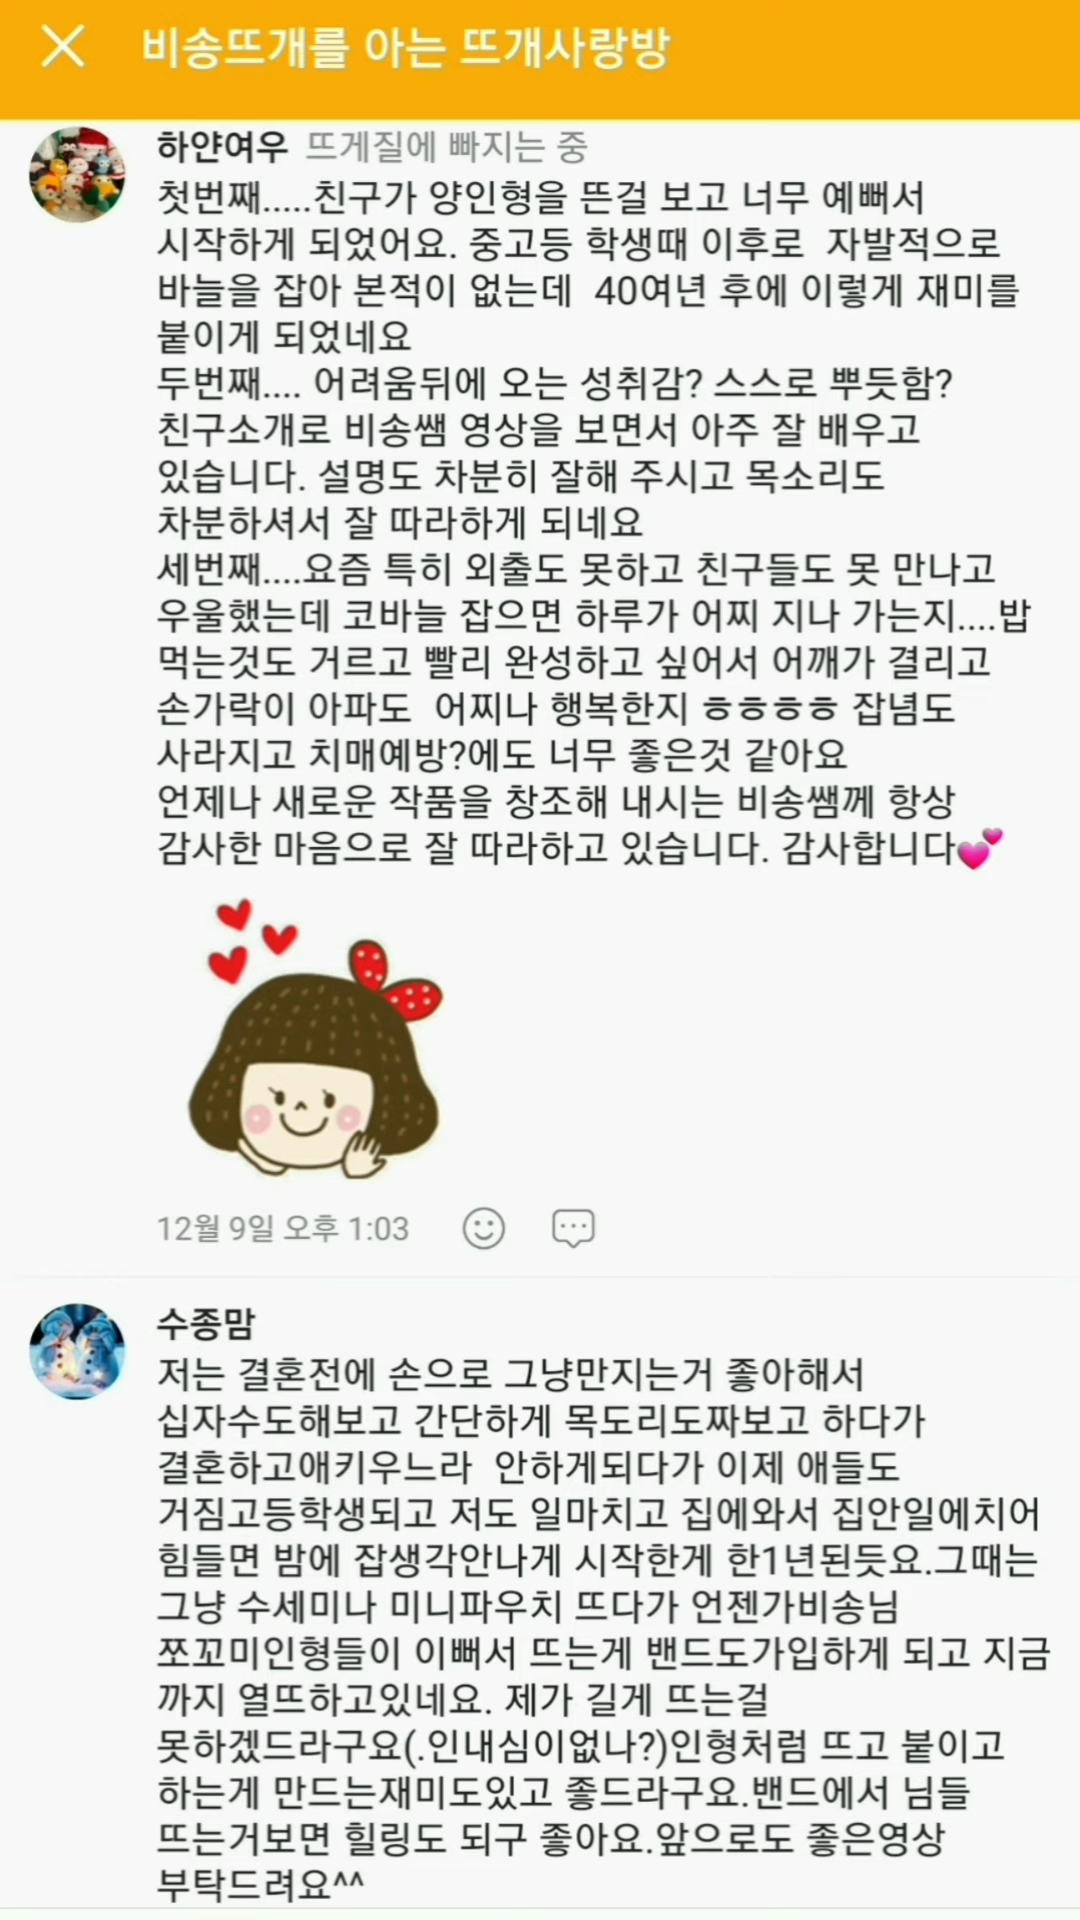 비송뜨개를 아는 뜨개사랑방
하얀여우 뜨게질에 빠지는 중
첫번째.....친구가 양인형을 뜬걸 보고 너무 예뻐서
시작하게 되었어요. 중고등 학생때 이후로 자발적으로
바늘을 잡아 본적이 없는데 40여년 후에 이렇게 재미를
붙이게 되었네요
두번째.... 어려움뒤에 오는 성취감? 스스로 뿌듯함?
친구소개로 비송쌤 영상을 보면서 아주 잘 배우고
있습니다. 설명도 차분히 잘해 주시고 목소리도
차분하셔서 잘 따라하게 되네요
세번째....요즘 특히 외출도 못하고 친구들도 못 만나고
우울했는데 코바늘 잡으면 하루가 어찌 지나 가는지....밥
먹는것도 거르고 빨리 완성하고 싶어서 어깨가 결리고
손가락이 아파도 어찌나 행복한지 ㅎㅎㅎㅎ 잡념도
사라지고 치매예방?에도 너무 좋은것 같아요
언제나 새로운 작품을 창조해 내시는 비송쌤께 항상
감사한 마음으로 잘 따라하고 있습니다. 감사합니다💕
12월 9일 오후 1:03
수종맘
저는 결혼전에 손으로 그냥만지는거 좋아해서
십자수도해보고 간단하게 목도리도짜보고 하다가
결혼하고애키우느라 안하게되다가 이제 애들도
거짐고등학생되고 저도 일마치고 집에와서 집안일에치어
힘들면 밤에 잡생각안나게 시작한게 한1년된듯요.그때는
그냥 수세미나 미니파우치 뜨다가 언젠가비송님
쪼꼬미인형들이 이뻐서 뜨는게 밴드도가입하게 되고 지금
까지 열뜨하고있네요. 제가 길게 뜨는걸
못하겠드라구요(.인내심이없나?)인형처럼 뜨고 붙이고
하는게 만드는재미도있고 좋드라구요.밴드에서 님들
뜨는거보면 힐링도 되구 좋아요.앞으로도 좋은영상
부탁드려요^^